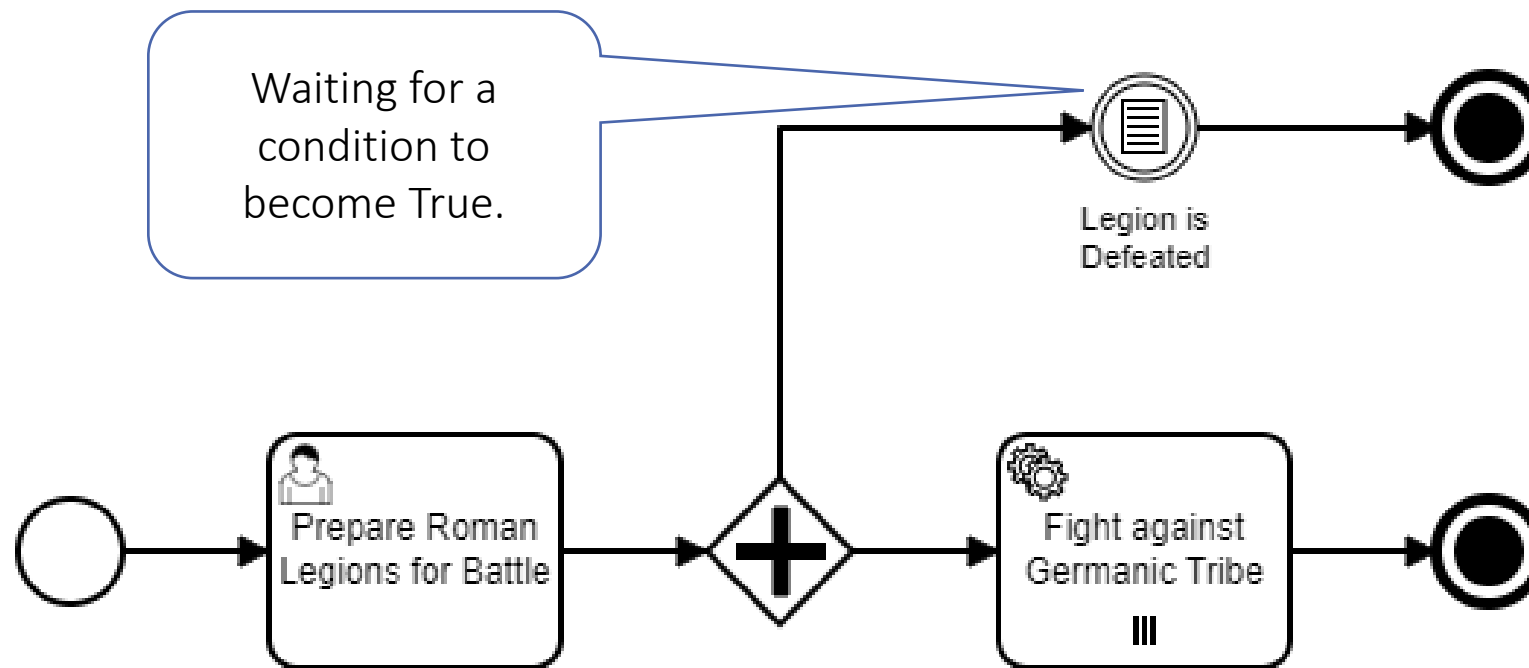 Waiting for a
condition to
become True.
Legion is
Defeated
Prepare Roman
Legions for Battle
Fight against
Germanic Tribe